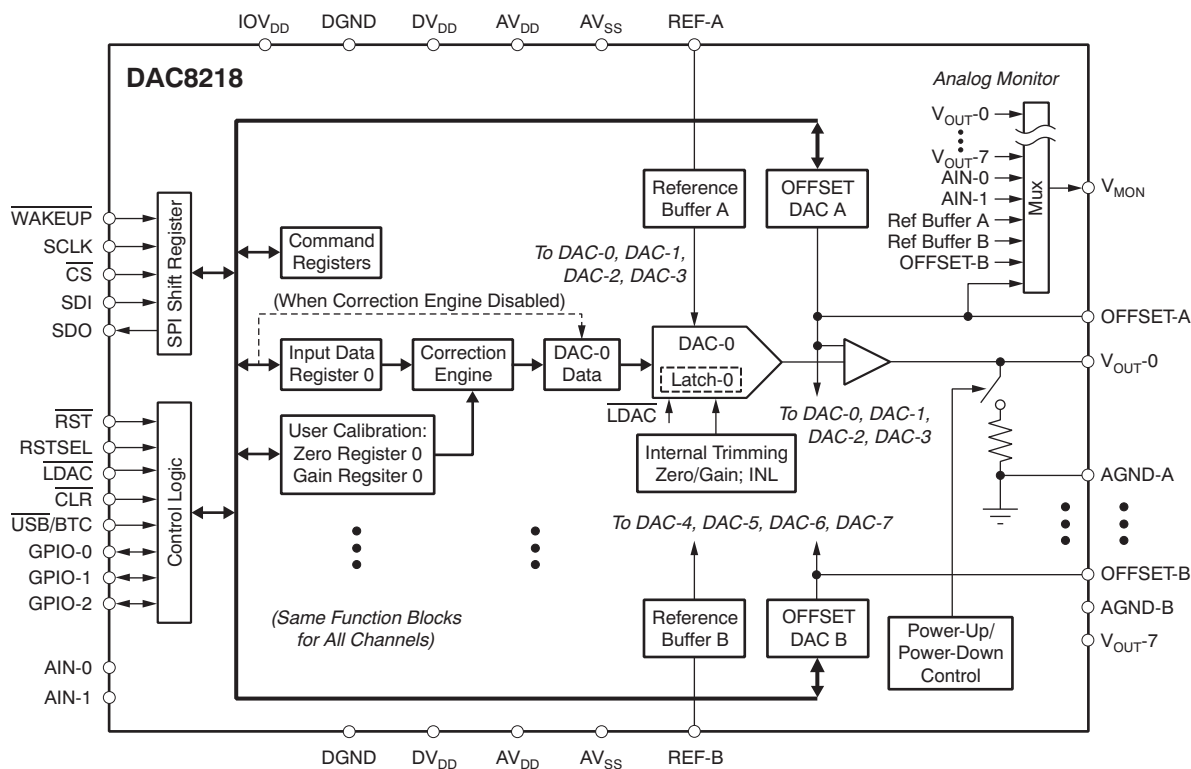 IOVDD DGND DVDD AVDD AVSS REF-A
DAC8218
Analog Monitor
VOUT-0
VOUT-7
AIN-0
AIN-1
Ref Buffer A
Ref Buffer B
OFFSET-B
Mux
VMON
Reference
Buffer A
OFFSET
DAC A
WAKEUP
SCLK
CS
SDI
SDO
SPI Shift Register
Command
Registers
To DAC-0, DAC-1,
DAC-2, DAC-3
(When Correction Engine Disabled)
OFFSET-A
Input Data
Register 0
Correction
Engine
DAC-0
Data
DAC-0
Latch-0
VOUT-0
LDAC
To DAC-0, DAC-1,
DAC-2, DAC-3
RST
RSTSEL
LDAC
CLR
USB/BTC
GPIO-0
GPIO-1
GPIO-2
Control Logic
User Calibration:
Zero Register 0
Gain Regsiter 0
Internal Trimming
Zero/Gain; INL
AGND-A
To DAC-4, DAC-5, DAC-6, DAC-7
OFFSET-B
AGND-B
VOUT-7
(Same Function Blocks
for All Channels)
Reference
Buffer B
OFFSET
DAC B
Power-Up/
Power-Down
Control
AIN-0
AIN-1
DGND DVDD AVDD AVSS REF-B